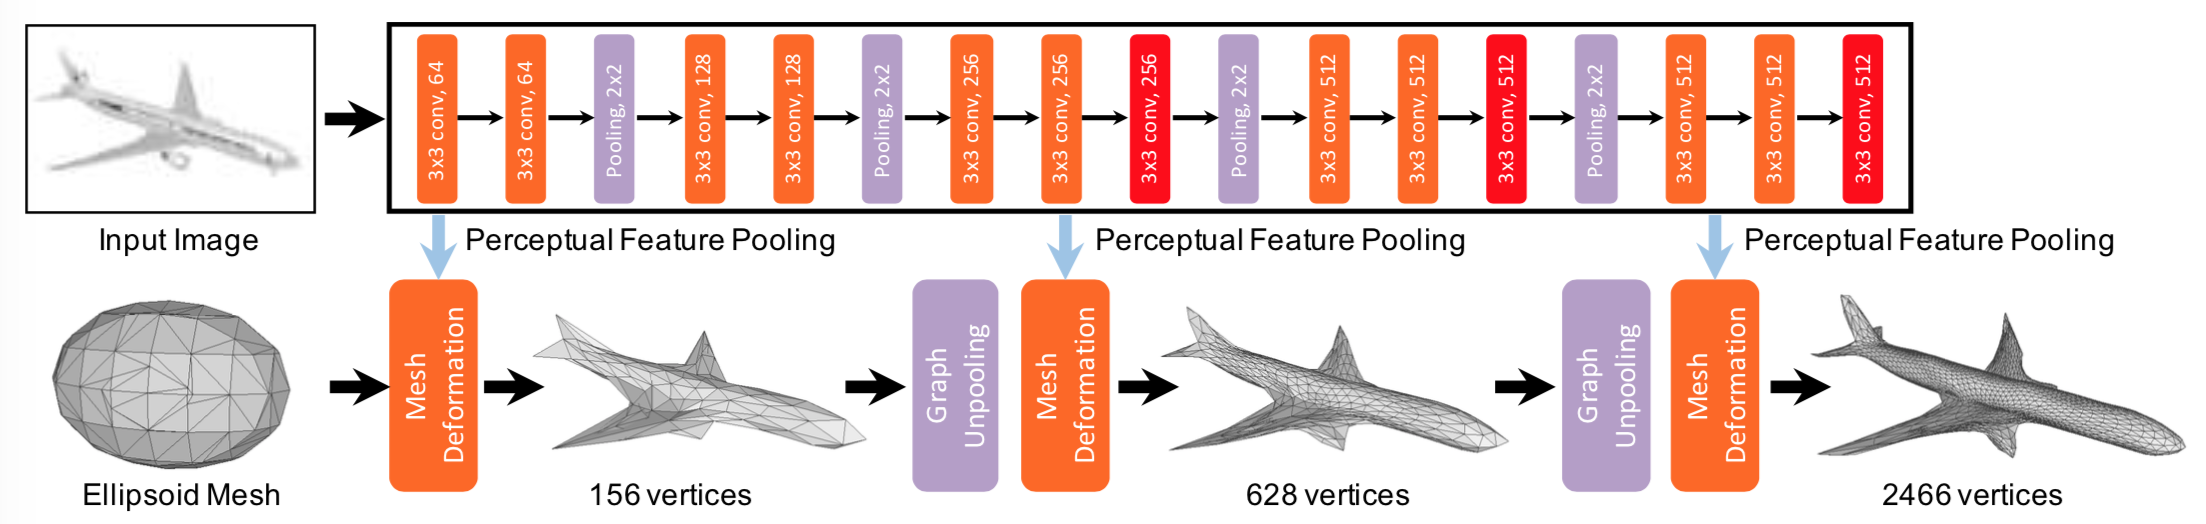 3x3 conv, 64
3x3 conv, 64
Pooling, 2x2
3x3 conv, 128
3x3 conv, 128
Pooling, 2x2
3x3 conv, 256
3x3 conv, 256
3x3 conv, 256
Pooling, 2x2
3x3 conv, 512
3x3 conv, 512
3x3 conv, 512
Pooling, 2x2
3x3 conv, 512
3x3 conv, 512
3x3 conv, 512
Input Image
Perceptual Feature Pooling
Perceptual Feature Pooling
Perceptual Feature Pooling
Mesh
Deformation
Graph
Unpooling
Mesh
Deformation
Graph
Unpooling
Mesh
Deformation
Ellipsoid Mesh
156 vertices
628 vertices
2466 vertices